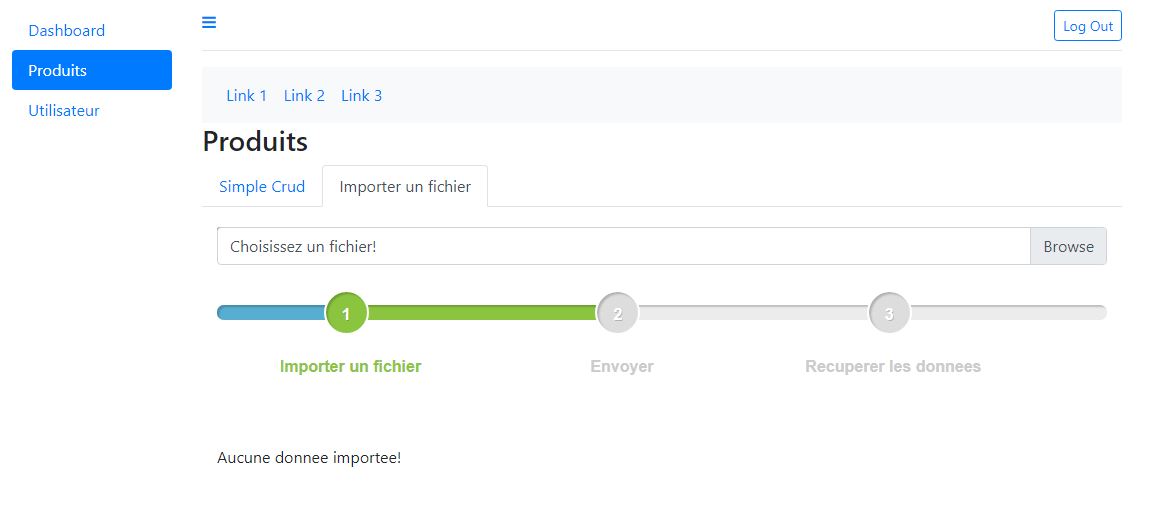 Dashboard
Log Out
Produits
Utilisateur
Link 1 Link 2 Link 3
Produits
Simple Crud Importer un fichier
Choisissez un fichier! Browse
1 2 3
Importer un fichier Envoyer Recuperer les donnees
Aucune donnee importee!